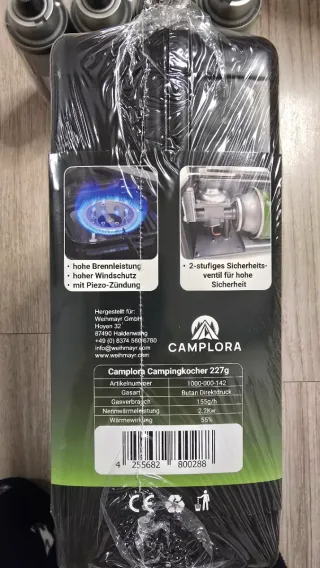 • hohe Brennleistung
• hoher Windschutz
• mit Piezo-Zündung
• 2-stufiges Sicherheits-
ventil für hohe
Sicherheit
Hergestellt für:
Weihmayr GmbH
Hoyen 32
87490 Haldenwang
+49 (0) 8374 5806780
info@weihmayr.com
www.weihmayr.com
CAMPLORA
Camplora Campingkocher 227g
Artikelnummer 1000-000-142
Gasart Butan Direktdruck
Gasverbrauch 155g/h
Nennwärmeleistung 2.2Kw
Wärmewirkung 55%
4 255682 800288
CE